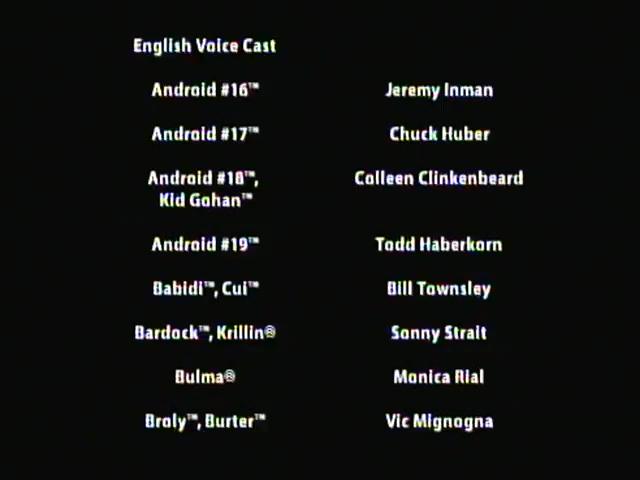 English Voice Cast
Android #16™ Jeremy Inman
Android #17™ Chuck Huber
Android #18™, Colleen Clinkenbeard
Kid Gohan™
Android #19™ Todd Haberkorn
Babidi™, Cui™ Bill Townsley
Bardock™, Krillin® Sonny Strait
Bulma® Monica Rial
Broly™, Burter™ Vic Mignogna